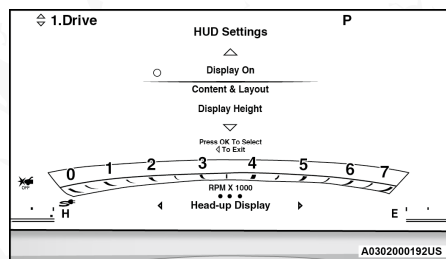 1.Drive P
HUD Settings
Display On
Content & Layout
Display Height
Press OK To Select
To Exit
0 1 2 3 4 5 6 7
OFF
RPM X 1000
H E
Head-up Display
A0302000192US